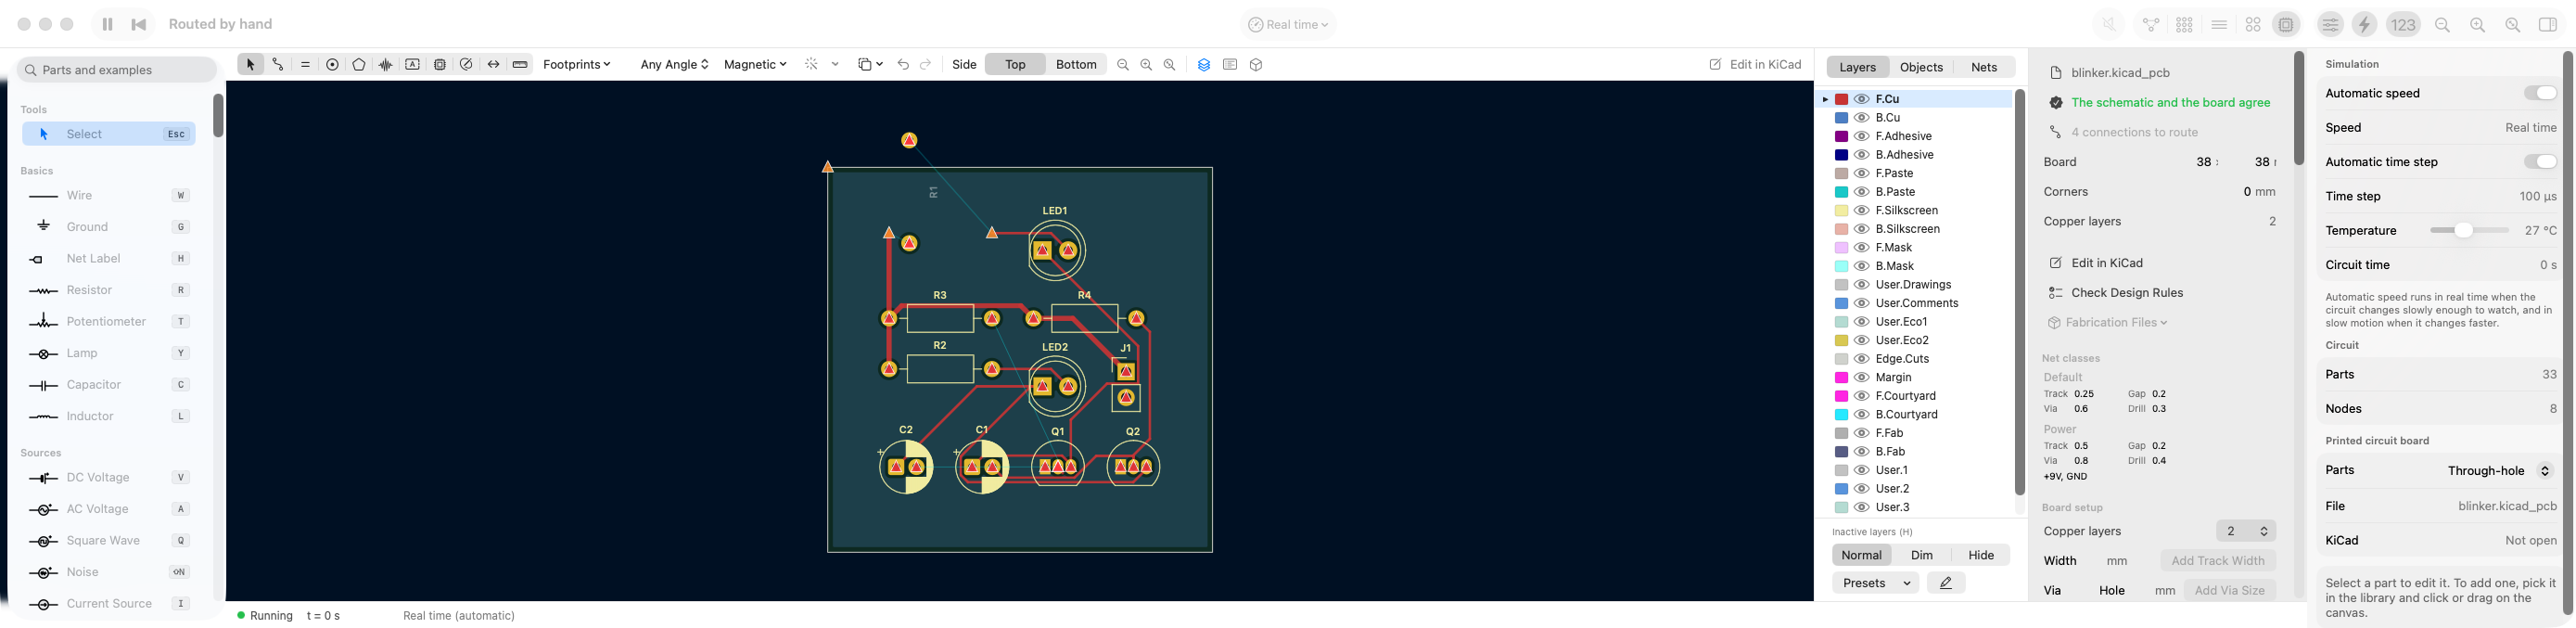 Routed by hand
Real time
123
Parts and examples
Tools
Select Esc
Basics
Wire W
Ground G
Net Label H
Resistor R
Potentiometer T
Lamp Y
Capacitor C
Inductor L
Sources
DC Voltage V
AC Voltage A
Square Wave Q
Noise ⇧N
Current Source I
Footprints
Any Angle
Magnetic
Side Top Bottom
Edit in KiCad
R1
LED1
R3 R4
R2 LED2 J1
C2 C1 Q1 Q2
+ +
Running t = 0 s Real time (automatic)
Layers Objects Nets
F.Cu
B.Cu
F.Adhesive
B.Adhesive
F.Paste
B.Paste
F.Silkscreen
B.Silkscreen
F.Mask
B.Mask
User.Drawings
User.Comments
User.Eco1
User.Eco2
Edge.Cuts
Margin
F.Courtyard
B.Courtyard
F.Fab
B.Fab
User.1
User.2
User.3
Inactive layers (H)
Normal Dim Hide
Presets
blinker.kicad_pcb
The schematic and the board agree
4 connections to route
Board 38 38
Corners 0 mm
Copper layers 2
Edit in KiCad
Check Design Rules
Fabrication Files
Net classes
Default
Track 0.25 Gap 0.2
Via 0.6 Drill 0.3
Power
Track 0.5 Gap 0.2
Via 0.8 Drill 0.4
+9V, GND
Board setup
Copper layers 2
Width mm Add Track Width
Via Hole mm Add Via Size
Simulation
Automatic speed
Speed Real time
Automatic time step
Time step 100 µs
Temperature 27 °C
Circuit time 0 s
Automatic speed runs in real time when the
circuit changes slowly enough to watch, and in
slow motion when it changes faster.
Circuit
Parts 33
Nodes 8
Printed circuit board
Parts Through-hole
File blinker.kicad_pcb
KiCad Not open
Select a part to edit it. To add one, pick it
in the library and click or drag on the
canvas.